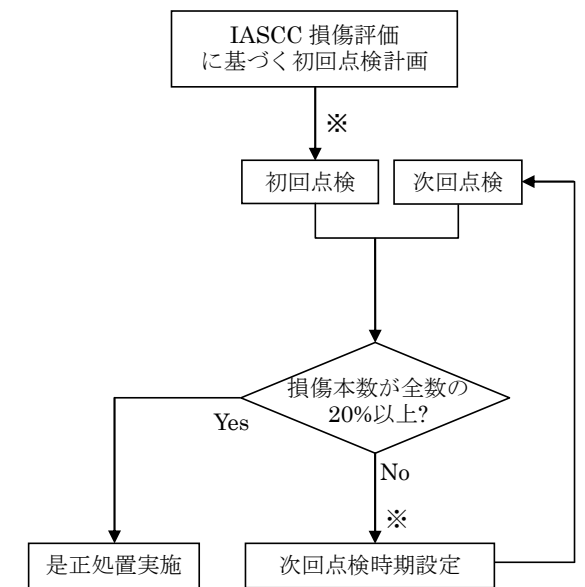 IASCC 損傷評価
に基づく初回点検計画
※
初回点検
次回点検
損傷本数が全数の
20%以上?
Yes
No
※
是正処置実施
次回点検時期設定